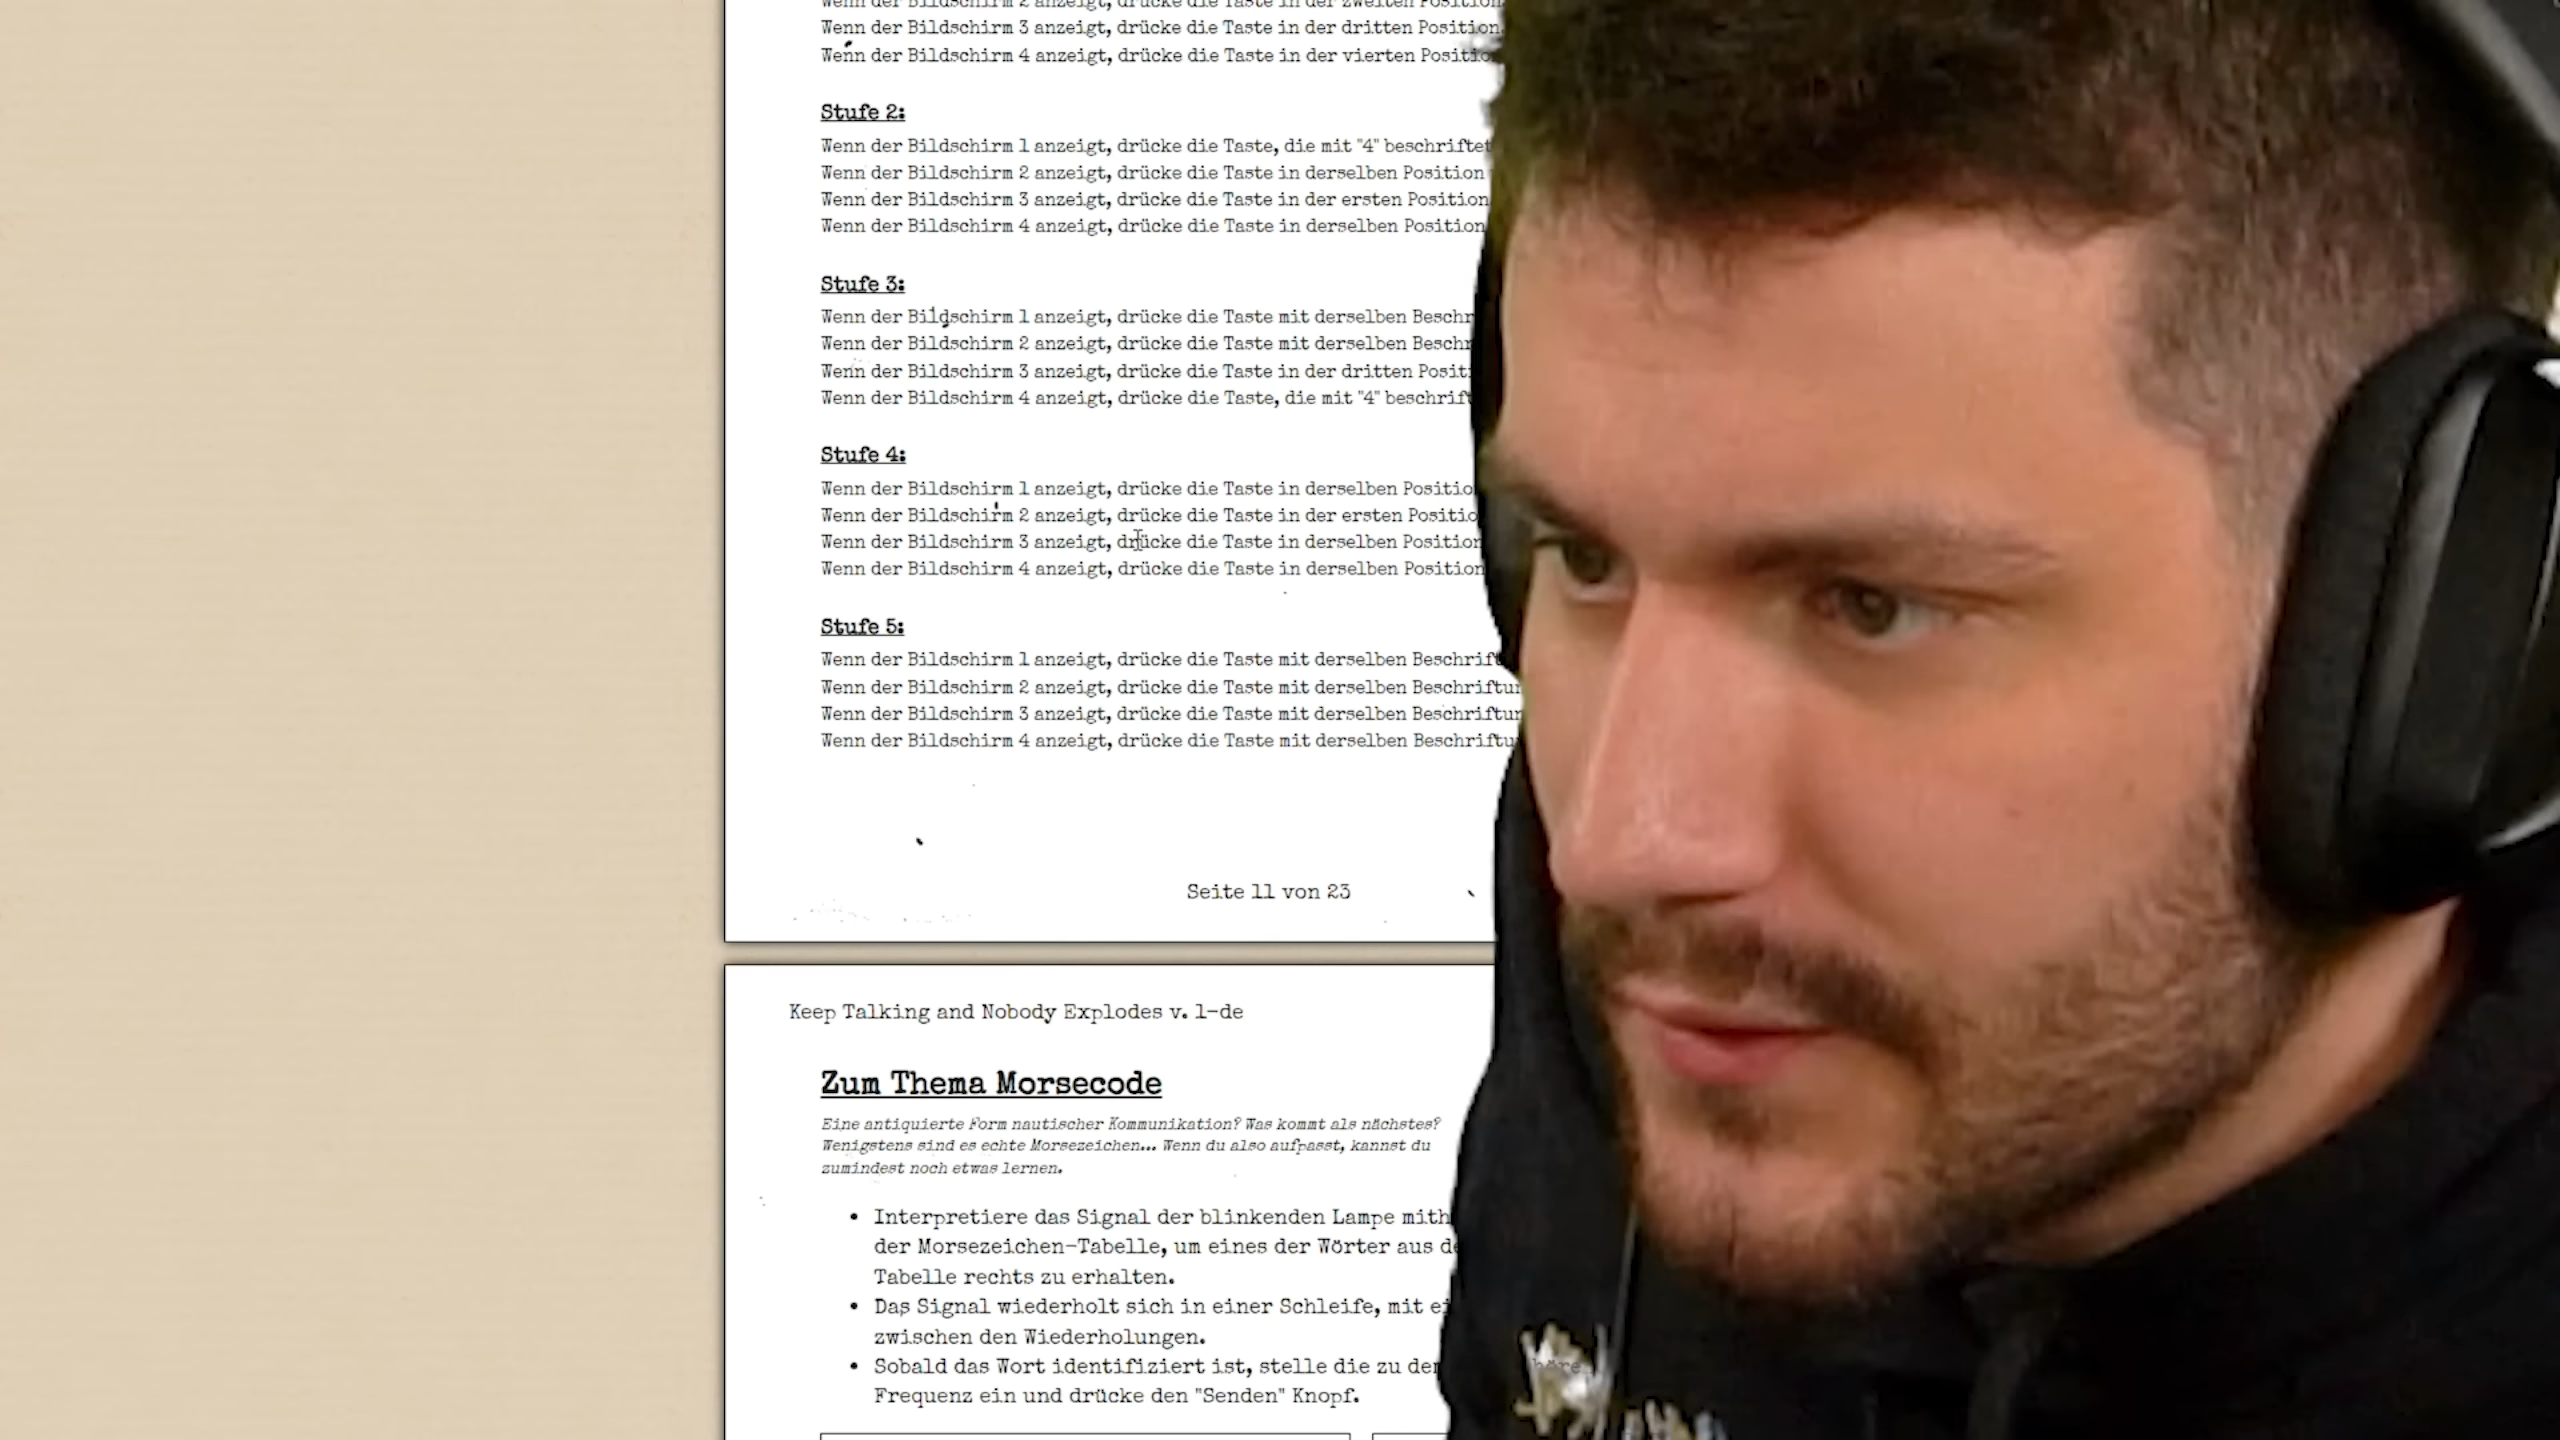 Wenn der Bildschirm 2 anzeigt, drücke die Taste in der zweiten Position
Wenn der Bildschirm 3 anzeigt, drücke die Taste in der dritten Position.
Wenn der Bildschirm 4 anzeigt, drücke die Taste in der vierten
Stufe 2:
Wenn der Bildschirm 1 anzeigt, drücke die Taste, die mit "4" beschriftet
Wenn der Bildschirm 2 anzeigt, drücke die Taste in derselben Position
Wenn der Bildschirm 3 anzeigt, drücke die Taste in der ersten Position
Wenn der Bildschirm 4 anzeigt, drücke die Taste in derselben Position
Stufe 3:
Wenn der Bildschirm 1 anzeigt, drücke die Taste mit derselben
Wenn der Bildschirm 2 anzeigt, drücke die Taste mit derselben
Wenn der Bildschirm 3 anzeigt, drücke die Taste in der dritten
Wenn der Bildschirm 4 anzeigt, drücke die Taste, die mit "4"
Stufe 4:
Wenn der Bildschirm 1 anzeigt, drücke die Taste in derselben
Wenn der Bildschirm 2 anzeigt, drücke die Taste in der ersten
Wenn der Bildschirm 3 anzeigt, drücke die Taste in derselben Position
Wenn der Bildschirm 4 anzeigt, drücke die Taste in derselben Position
Stufe 5:
Wenn der Bildschirm 1 anzeigt, drücke die Taste mit derselben
Wenn der Bildschirm 2 anzeigt, drücke die Taste mit derselben
Wenn der Bildschirm 3 anzeigt, drücke die Taste mit derselben
Wenn der Bildschirm 4 anzeigt, drücke die Taste mit derselben
Seite 11 von 23
Keep Talking and Nobody Explodes v. 1-de
Zum Thema Morsecode
Eine antiquierte Form nautischer Kommunikation? Was kommt als nächstes?
Wenigstens sind es echte Morsezeichen... Wenn du also aufpasst, kannst du
zumindest noch etwas lernen.
• Interpretiere das Signal der blinkenden Lampe
der Morsezeichen-Tabelle, um eines der Wörter aus
Tabelle rechts zu erhalten.
• Das Signal wiederholt sich in einer Schleife, mit
zwischen den Wiederholungen.
• Sobald das Wort identifiziert ist, stelle die zu
Frequenz ein und drücke den "Senden" Knopf.